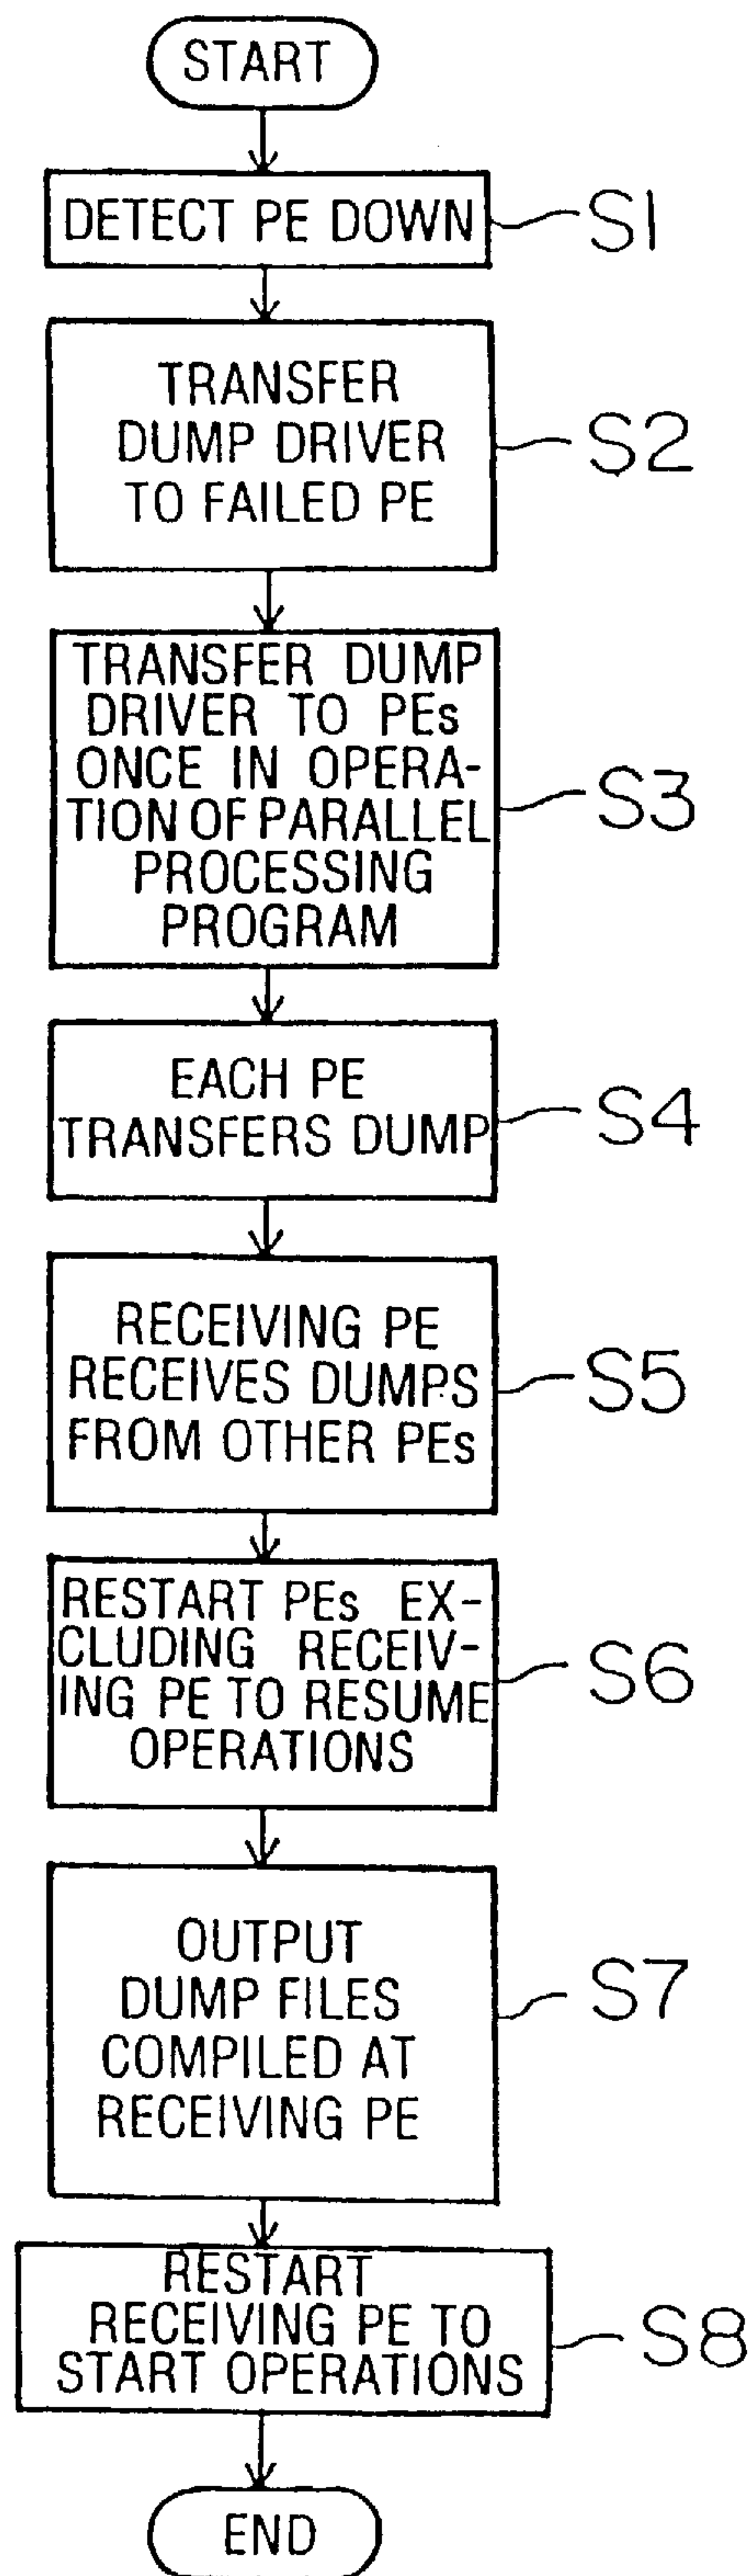 START
DETECT PE DOWN
S1
TRANSFER
DUMP DRIVER
TO FAILED PE
S2
TRANSFER DUMP
DRIVER TO PEs
ONCE IN OPERA-
TION OF PARALLEL
PROCESSING
PROGRAM
S3
EACH PE
TRANSFERS DUMP
S4
RECEIVING PE
RECEIVES DUMPS
FROM OTHER PEs
S5
RESTART PEs EX-
CLUDING RECEIV-
ING PE TO RESUME
OPERATIONS
S6
OUTPUT
DUMP FILES
COMPILED AT
RECEIVING PE
S7
RESTART
RECEIVING PE TO
START OPERATIONS
S8
END